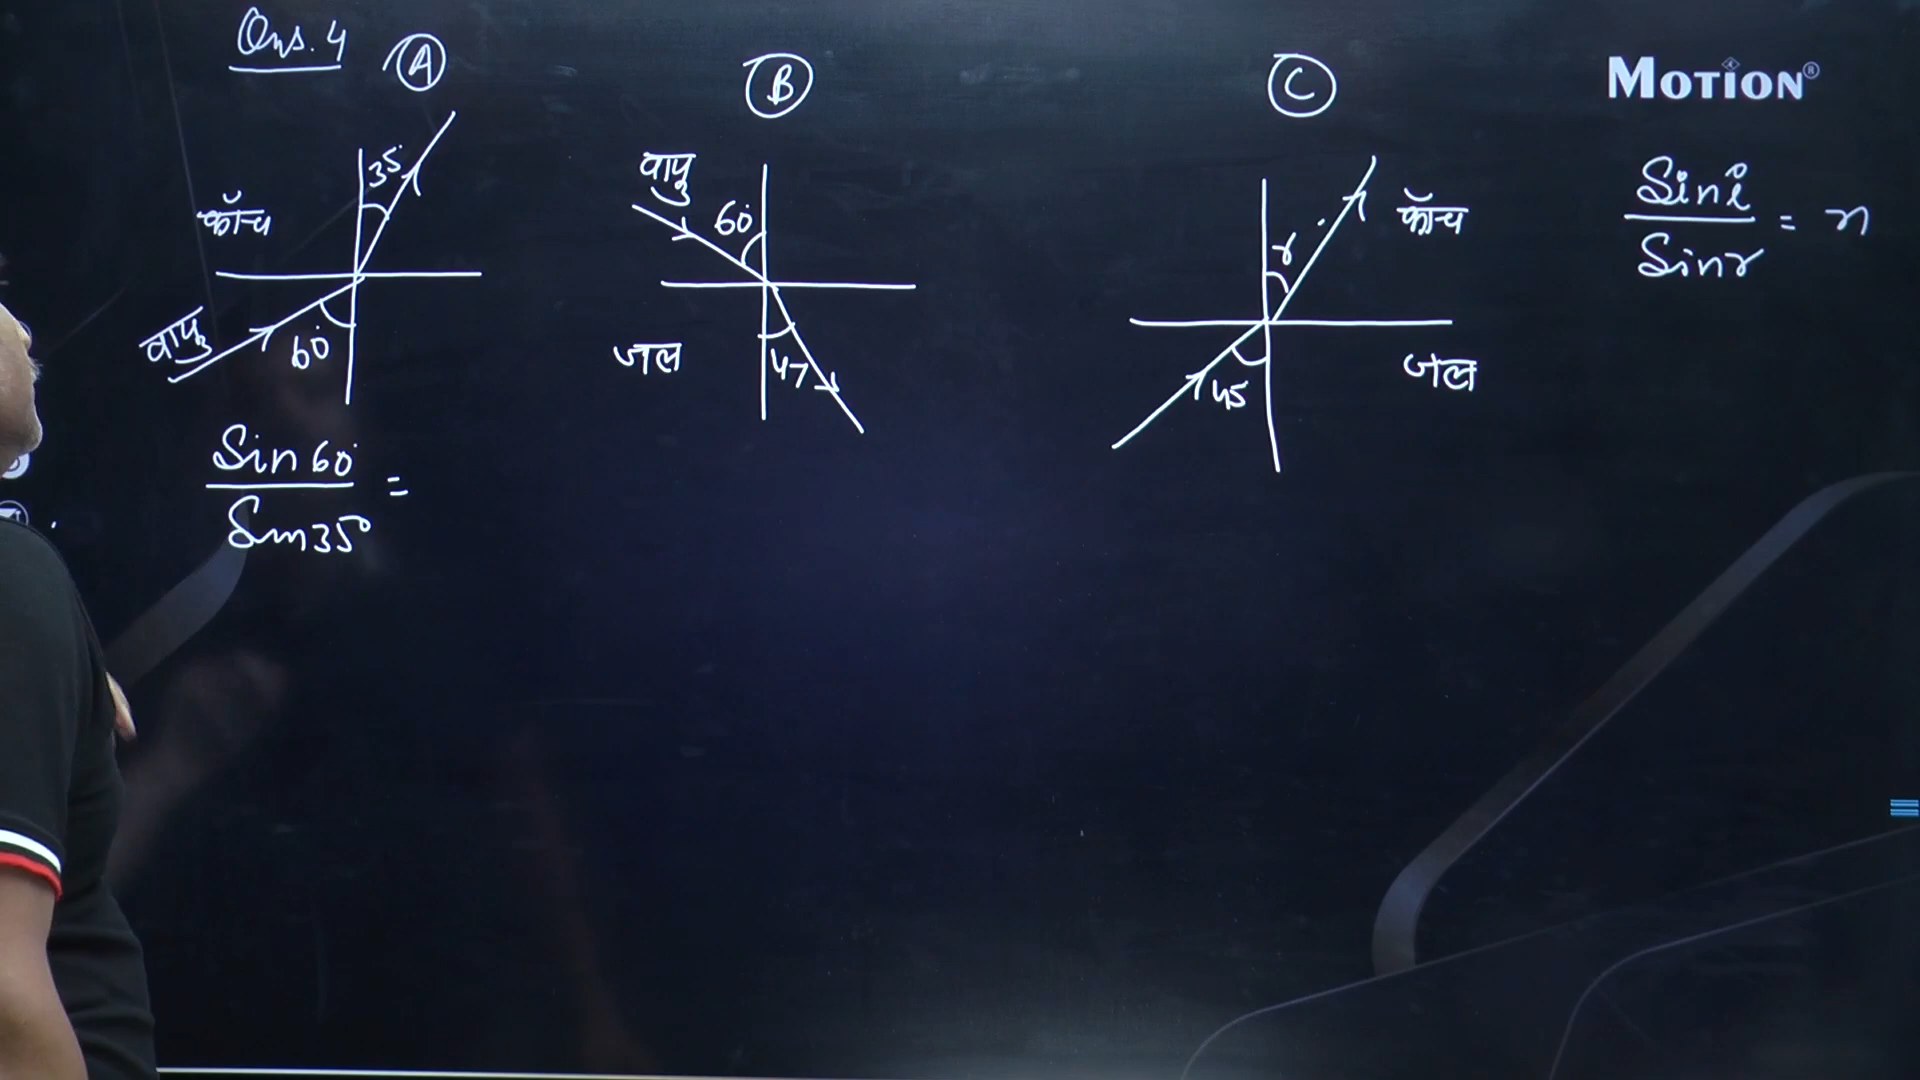 Ans. 4
A
B
C
MOTION®
35°
काँच
वायु
60°
Sin 60° =
Sin 35°
वायु
60°
जल
47
r
काँच
45
जल
Sin i = n
Sin r